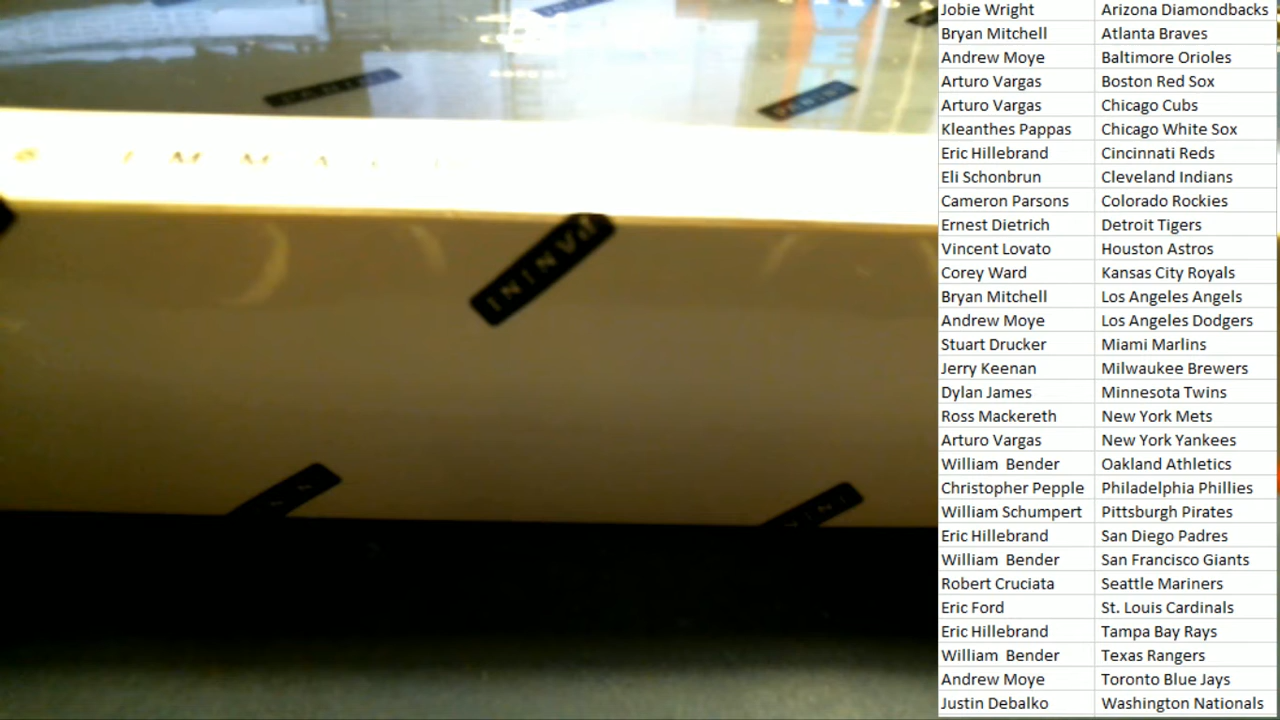 PANINI
Jobie Wright Arizona Diamondbacks
Bryan Mitchell Atlanta Braves
Andrew Moye Baltimore Orioles
Arturo Vargas Boston Red Sox
Arturo Vargas Chicago Cubs
Kleanthes Pappas Chicago White Sox
Eric Hillebrand Cincinnati Reds
Eli Schonbrun Cleveland Indians
Cameron Parsons Colorado Rockies
Ernest Dietrich Detroit Tigers
Vincent Lovato Houston Astros
Corey Ward Kansas City Royals
Bryan Mitchell Los Angeles Angels
Andrew Moye Los Angeles Dodgers
Stuart Drucker Miami Marlins
Jerry Keenan Milwaukee Brewers
Dylan James Minnesota Twins
Ross Mackereth New York Mets
Arturo Vargas New York Yankees
William Bender Oakland Athletics
Christopher Pepple Philadelphia Phillies
William Schumpert Pittsburgh Pirates
Eric Hillebrand San Diego Padres
William Bender San Francisco Giants
Robert Cruciata Seattle Mariners
Eric Ford St. Louis Cardinals
Eric Hillebrand Tampa Bay Rays
William Bender Texas Rangers
Andrew Moye Toronto Blue Jays
Justin Debalko Washington Nationals